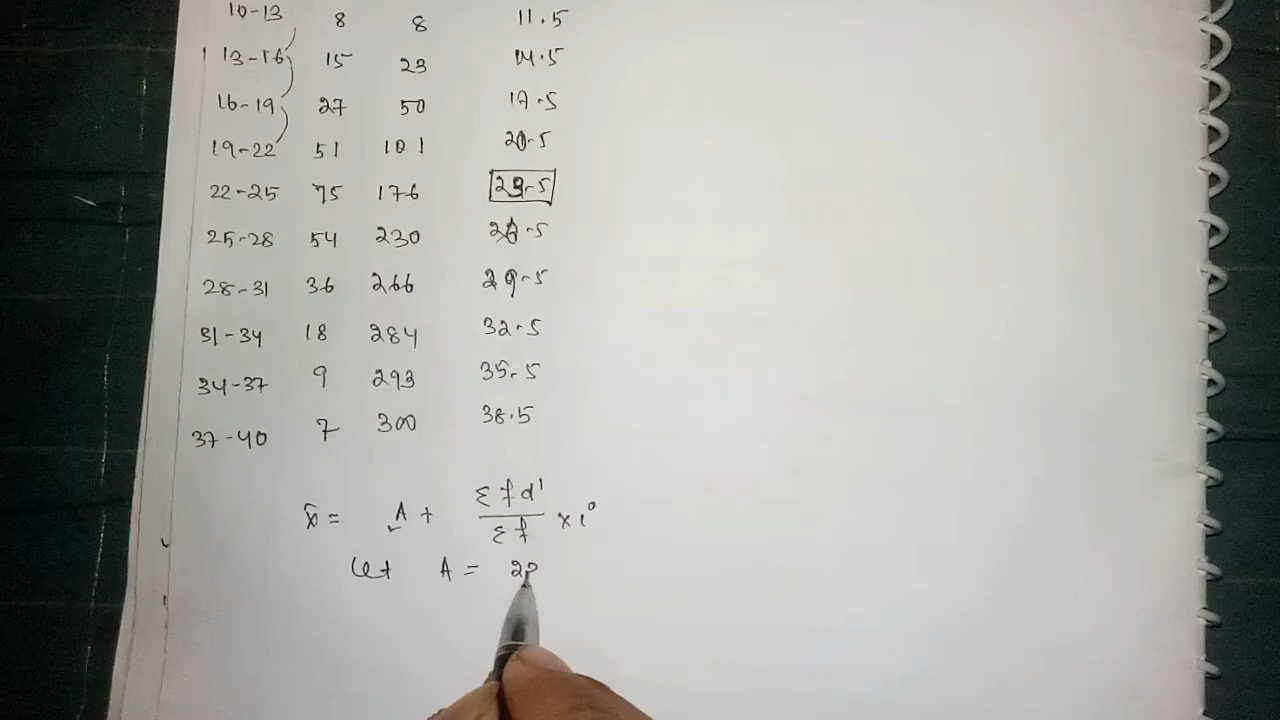 10-13 8 8 11.5
13-16 15 23 14.5
16-19 27 50 17.5
19-22 51 101 20.5
22-25 75 176 23.5
25-28 54 230 26.5
28-31 36 266 29.5
31-34 18 284 32.5
34-37 9 293 35.5
37-40 7 300 38.5
x̄ = A + Σfd' / Σf × i
Let A = 2